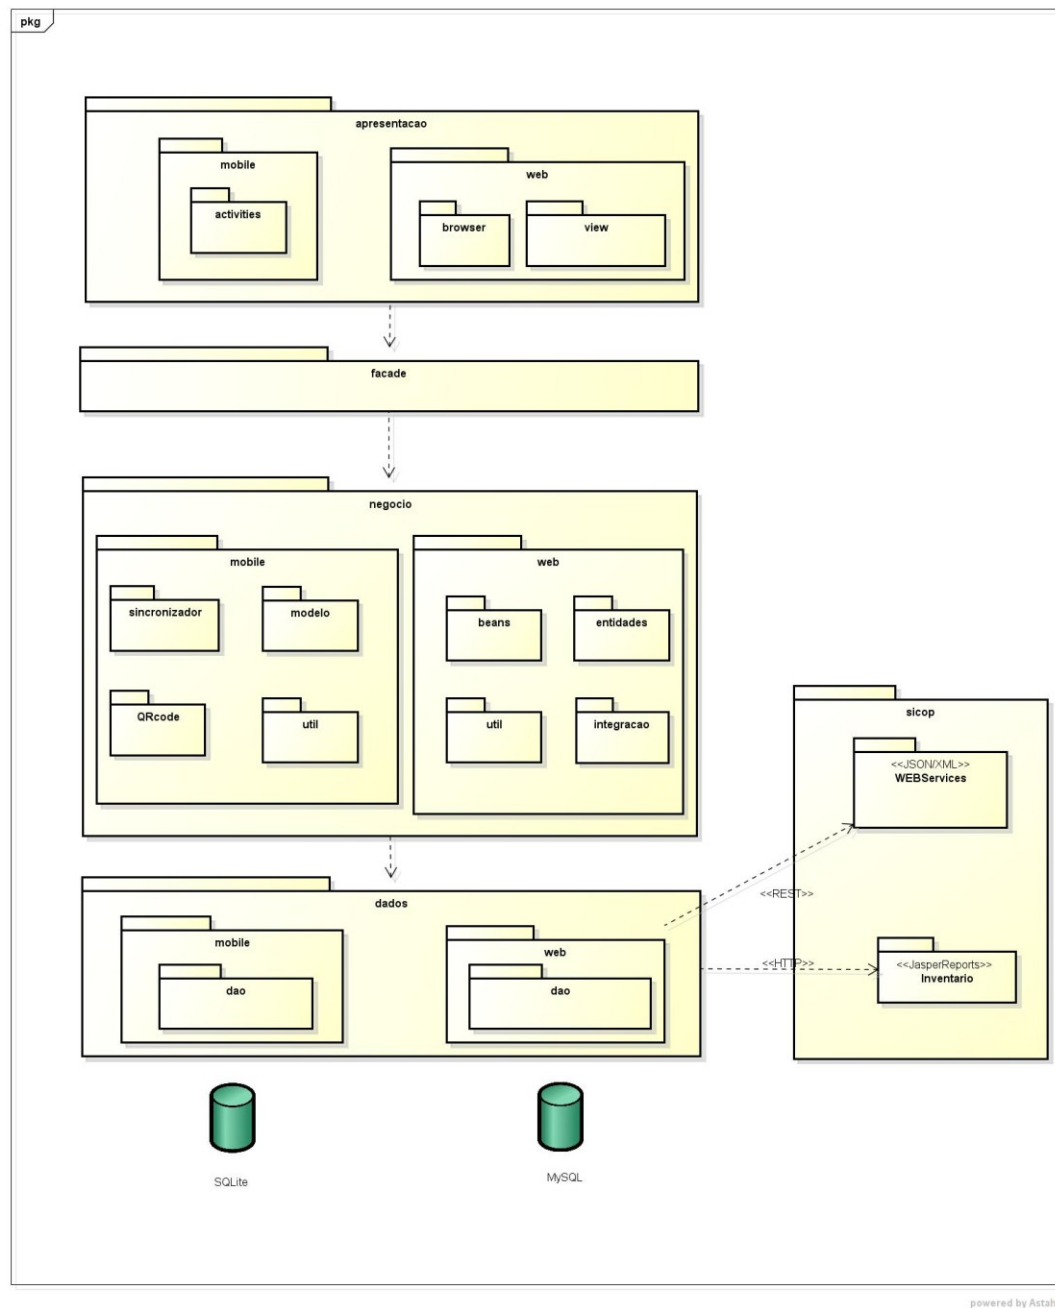 pkg
apresentacao
mobile
web
activities
browser
view
facade
negocio
mobile
web
sincronizador
modelo
beans
entidades
QRcode
util
util
integracao
sicop
<<JSON/XML>>
WEBServices
<<REST>>
dados
mobile
web
dao
dao
<<HTTP>>
<<JasperReports>>
Inventario
SQLite
MySQL
powered by Astah